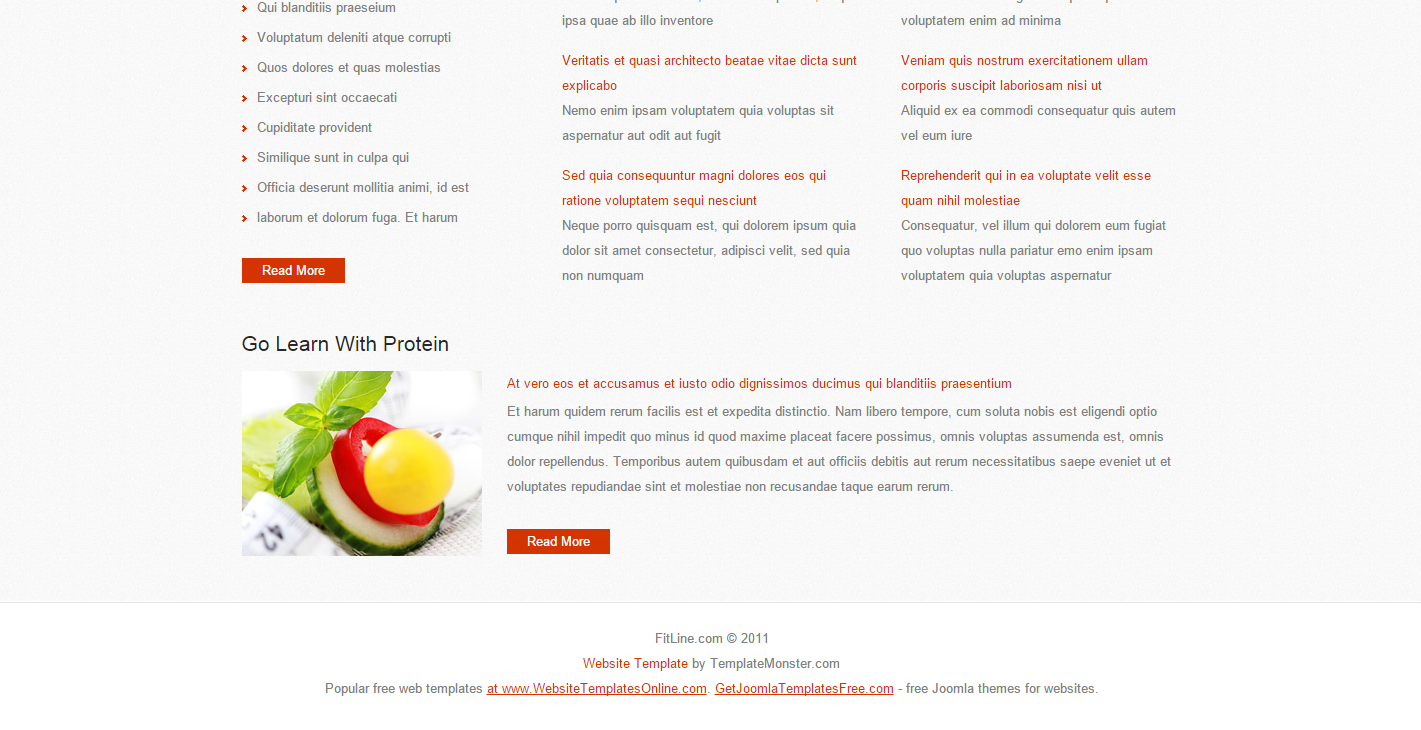 Qui blanditiis praeseium
Voluptatum deleniti atque corrupti
Quos dolores et quas molestias
Excepturi sint occaecati
Cupiditate provident
Similique sunt in culpa qui
Officia deserunt mollitia animi, id est
laborum et dolorum fuga. Et harum
Read More
ipsa quae ab illo inventore
Veritatis et quasi architecto beatae vitae dicta sunt
explicabo
Nemo enim ipsam voluptatem quia voluptas sit
aspernatur aut odit aut fugit
Sed quia consequuntur magni dolores eos qui
ratione voluptatem sequi nesciunt
Neque porro quisquam est, qui dolorem ipsum quia
dolor sit amet consectetur, adipisci velit, sed quia
non numquam
voluptatem enim ad minima
Veniam quis nostrum exercitationem ullam
corporis suscipit laboriosam nisi ut
Aliquid ex ea commodi consequatur quis autem
vel eum iure
Reprehenderit qui in ea voluptate velit esse
quam nihil molestiae
Consequatur, vel illum qui dolorem eum fugiat
quo voluptas nulla pariatur emo enim ipsam
voluptatem quia voluptas aspernatur
Go Learn With Protein
42
At vero eos et accusamus et iusto odio dignissimos ducimus qui blanditiis praesentium
Et harum quidem rerum facilis est et expedita distinctio. Nam libero tempore, cum soluta nobis est eligendi optio
cumque nihil impedit quo minus id quod maxime placeat facere possimus, omnis voluptas assumenda est, omnis
dolor repellendus. Temporibus autem quibusdam et aut officiis debitis aut rerum necessitatibus saepe eveniet ut et
voluptates repudiandae sint et molestiae non recusandae taque earum rerum.
Read More
FitLine.com © 2011
Website Template by TemplateMonster.com
Popular free web templates at www.WebsiteTemplatesOnline.com. GetJoomlaTemplatesFree.com - free Joomla themes for websites.